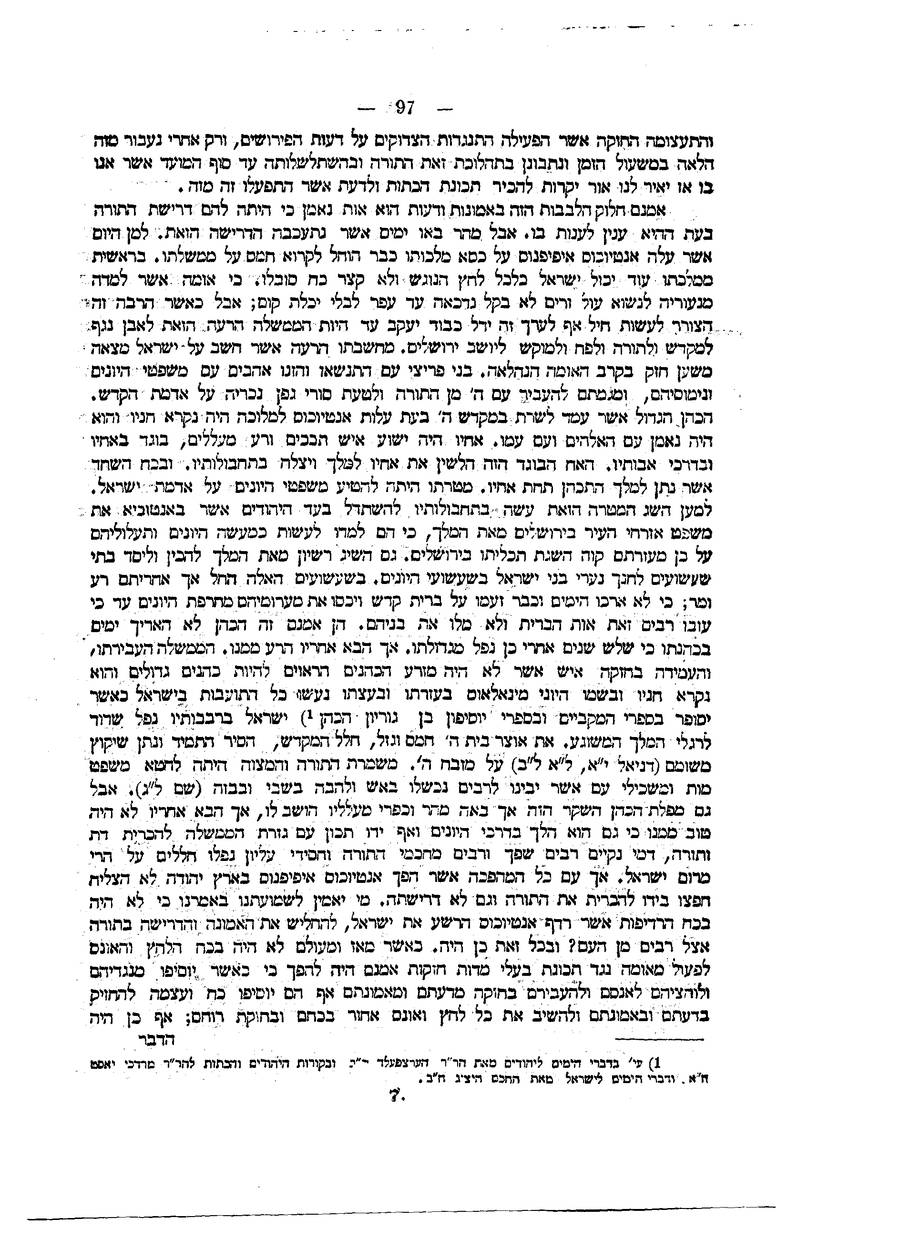 — 97 —
והתעצומה החזקה אשר הפעילה התנגדות הצדוקים על דעות הפירושים, ורק אחרי נעבור מזה
הלאה במשעול הזמן ונתבונן בתהלוכת זאת התורה ובהשתלשלותה עד סוף המועד אשר אנו
בו אז יאיר לנו אור יקרות להכיר תכונת הכתות ולדעת אשר התפעלו זה מזה.
אמנם חלוק הלבבות הזה באמונות ודעות הוא אות נאמן כי היתה להם דרישת התורה
בעת ההיא ענין לענות בו. אבל מהר באו ימים אשר נתעכבה הדרישה הזאת. למן היום
אשר עלה אנטיוכוס איפיפנוס על כסא מלכותו כבר הוחל לקרוא חמס על ממשלתו. בראשית
ממלכתו עוד יכול ישראל כלכל לחץ הנוגש ולא קצר כח סובלו, כי אומה אשר למדה
מנעוריה לנשוא עול זרים לא בקל נדכאה עד עפר לבלי יכלת קום; אבל כאשר הרבה זה
הצורר לעשות חיל אף לערך זה ידל כבוד יעקב עד היות הממשלה הרעה הזאת לאבן נגף
למקדש ולתורה ולפח ולמוקש ליושב ירושלים. מחשבתו הרעה אשר חשב על ישראל מצאה
משען חזק בקרב האומה הנחלאה. בני פריצי עם התנשאו והזנו אהבים עם משפטי היונים
ונימוסיהם, ומגמתם להעביר עם ה' מן התורה ולטעת סורי גפן נכריה על אדמת הקדש.
הכהן הגדול אשר עמד לשרת במקדש ה' בעת עלות אנטיוכוס למלוכה היה נקרא חניו והוא
היה נאמן עם האלהים ועם עמו. אחיו היה ישוע איש תככים ורע מעללים, בוגד באחיו
ובדרכי אבותיו. האח הבוגד הזה הלשין את אחיו למלך ויצלח בתחבולותיו. ובכח השחד
אשר נתן למלך התכהן תחת אחיו. מטרתו היתה להטיע משפטי היונים על אדמת ישראל.
למען השג המטרה הזאת עשה בתחבולותיו להשתדל בעד היהודים אשר באנטוכיא את
משפט אזרחי העיר בירושלים מאת המלך, כי הם למדו לעשות כמעשה היונים ותעלוליהם
על כן מעזרתם קוה השגת תכליתו בירושלים. גם השיג רשיון מאת המלך להכין וליסד בתי
שעשועים לחנך נערי בני ישראל בשעשועי היונים. בשעשועים האלה החל אך אחריתם רע
ומר; כי לא ארכו הימים וכבר זעמו על ברית קדש ויכסו את מערומיהם מחרפת היונים עד כי
עזבו רבים זאת אות הברית ולא מלו את בניהם. הן אמנם זה הכהן לא האריך ימים
בכהנתו כי שלש שנים אחרי כן נפל מגדולתו. אך הבא אחריו הרע ממנו. הממשלה העבירתו,
והעמידה בחזקה איש אשר לא היה מזרע הכהנים הראוים להיות כהנים גדולים והוא
נקרא חניו ובשמו היוני מינאלאוס בעזרתו ובעצתו נעשו כל התועבות בישראל כאשר
יסופר בספרי המקביים ובספרי יוסיפון בן גוריון הכהן 1) ישראל ברבבותיו נפל שדוד
לרגלי המלך המשוגע. את אוצר בית ה' חמס וגזל, חלל המקדש, הסיר התמיד ונתן שיקוץ
משומם (דניאל י"א, ל"א ל"ב) על מזבח ה'. משמרת התורה והמצוה היתה לחטא משפט
מות ומשכילי עם אשר יבינו לרבים נכשלו באש ולהבה בשבי ובבזה (שם ל"ג). אבל
גם מפלת הכהן השקר הזה אך באה מהר וכפרי מעלליו הושב לו, אך הבא אחריו לא היה
טוב ממנו כי גם הוא הלך בדרכי היונים ואף ידו תכון עם גזרת הממשלה להכרית דת
ותורה, דמי נקיים רבים שפך ורבים מחכמי התורה וחסידי עליון נפלו חללים על הרי
מרום ישראל. אך עם כל המהפכה אשר הפך אנטיוכוס איפיפנוס בארץ יהודה לא הצליח
חפצו בידו להכרית את התורה וגם לא דרישתה. מי יאמין לשמועתנו באמרנו כי לא היה
בכח הרדיפות אשר רדף אנטיוכוס הרשע את ישראל, להחליש את האמונה והדרישה בתורה
אצל רבים מן העם? ובכל זאת כן היה. כאשר מאז ומעולם לא היה בכח הלחץ והאונס
לפעול מאומה נגד תכונת בעלי מדות חזקות אמנם היה להפך כי כאשר יוסיפו מנגדיהם
ולוחציהם לאנסם ולהעבירם בחזקה מדעתם ומאמונתם אף הם יוסיפו כח ועצמה להחזיק
בדעתם ובאמונתם ולהשיב את כל לחץ ואונס אחור בכחם ובחזקת רוחם; אף כן היה
הדבר
1) עי' בדברי הימים ליהודים מאת הר"ר הערצפעלד ובקורות היהודים והכתות להר"ר מרדכי יאסט
ח"א. ודברי הימים לישראל מאת החכם היציג ח"ב.
7.